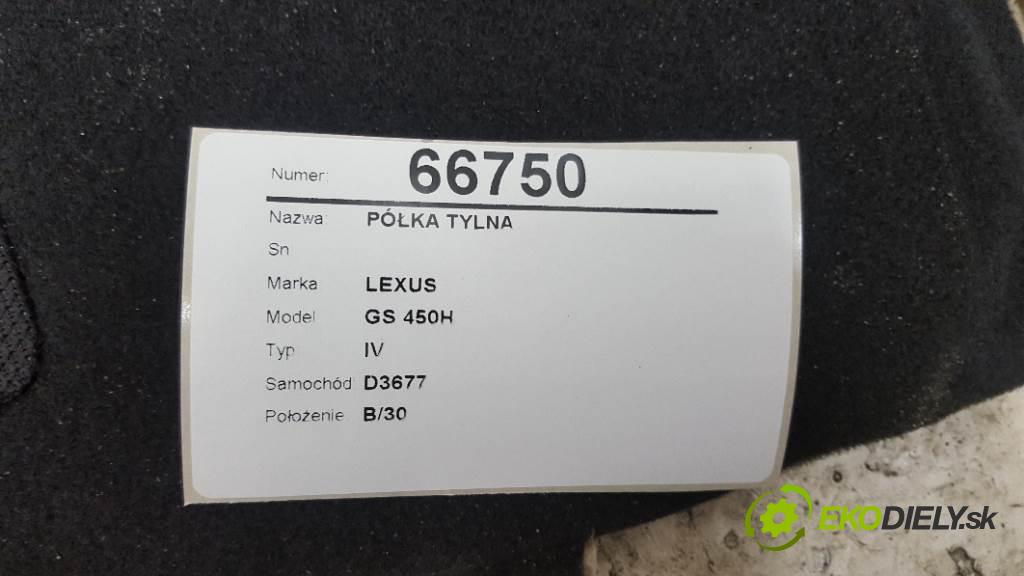 Numer: 66750
Nazwa PÓŁKA TYLNA
Sn
Marka LEXUS
Model GS 450H
Typ IV
Samochód D3677
Położenie B/30
EKODIELY.sk